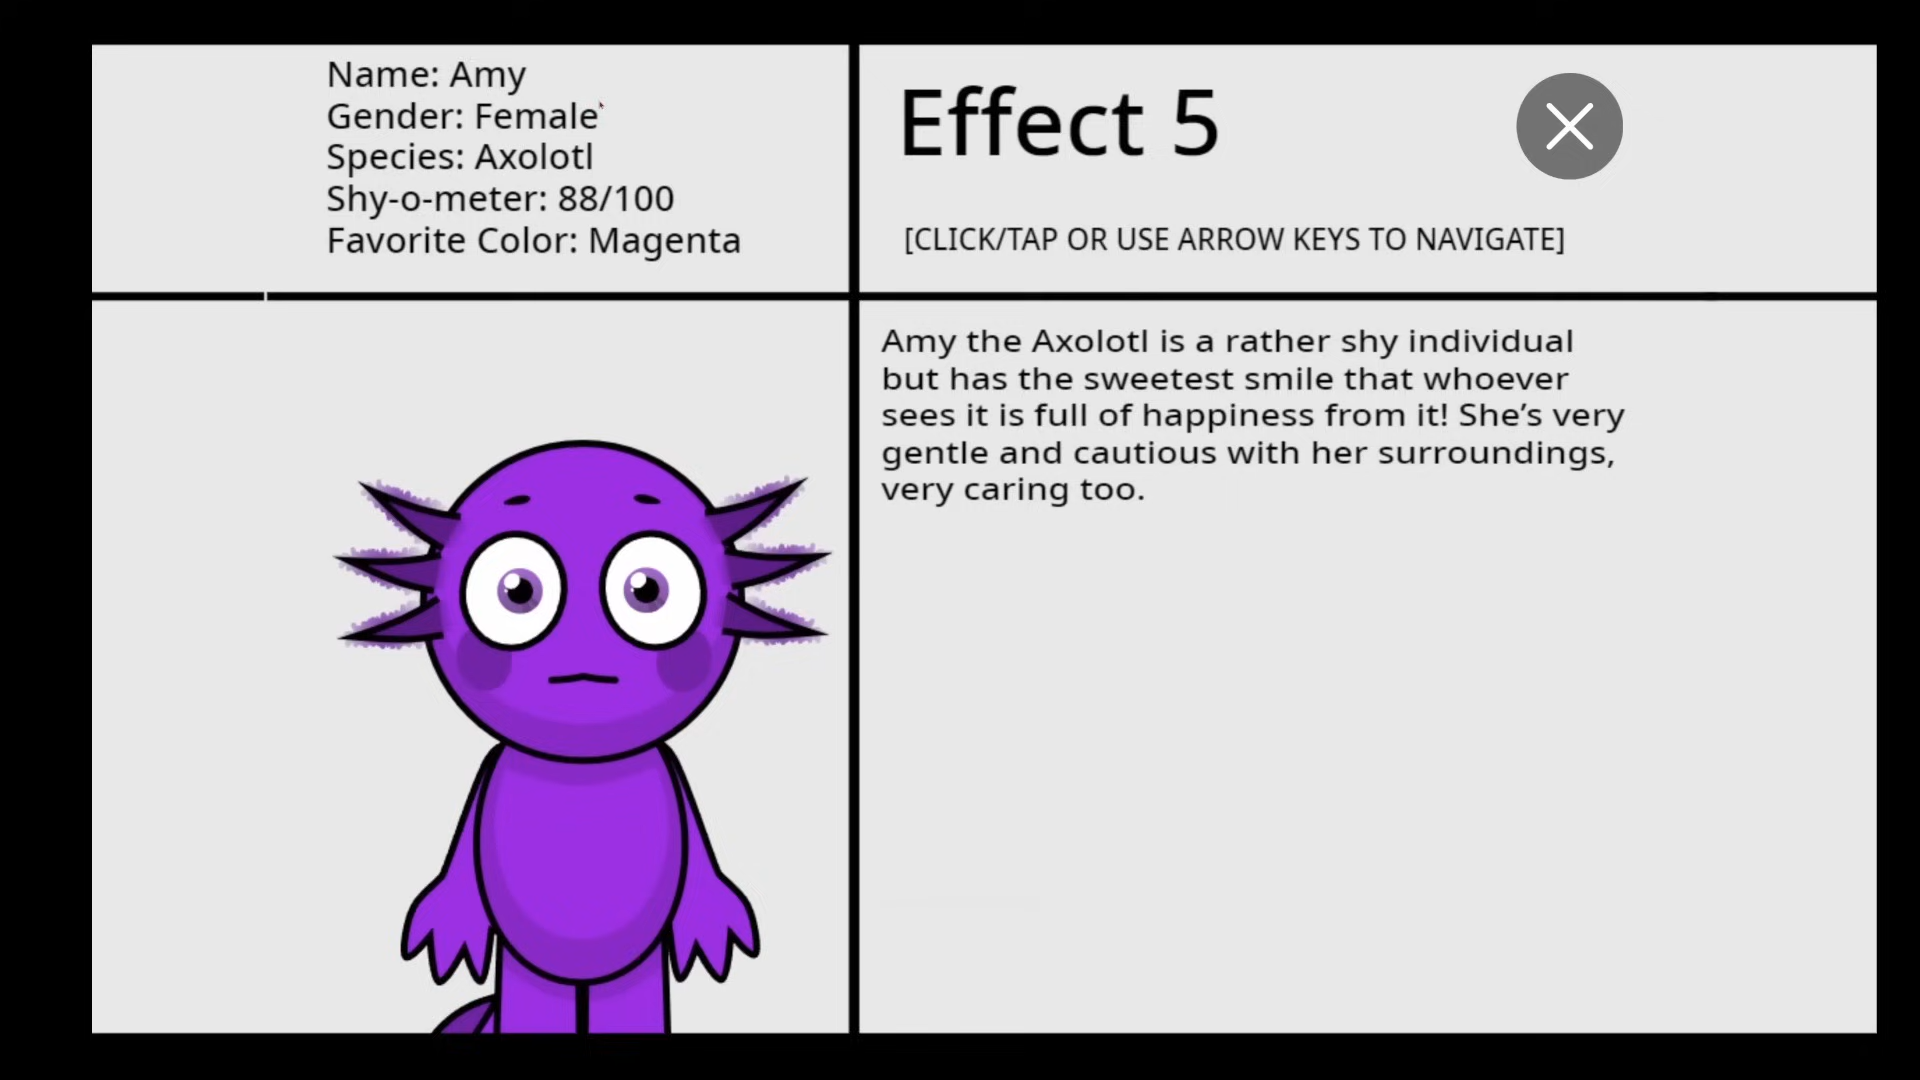 Name: Amy
Gender: Female
Species: Axolotl
Shy-o-meter: 88/100
Favorite Color: Magenta
Effect 5
[CLICK/TAP OR USE ARROW KEYS TO NAVIGATE]
Amy the Axolotl is a rather shy individual
but has the sweetest smile that whoever
sees it is full of happiness from it! She’s very
gentle and cautious with her surroundings,
very caring too.